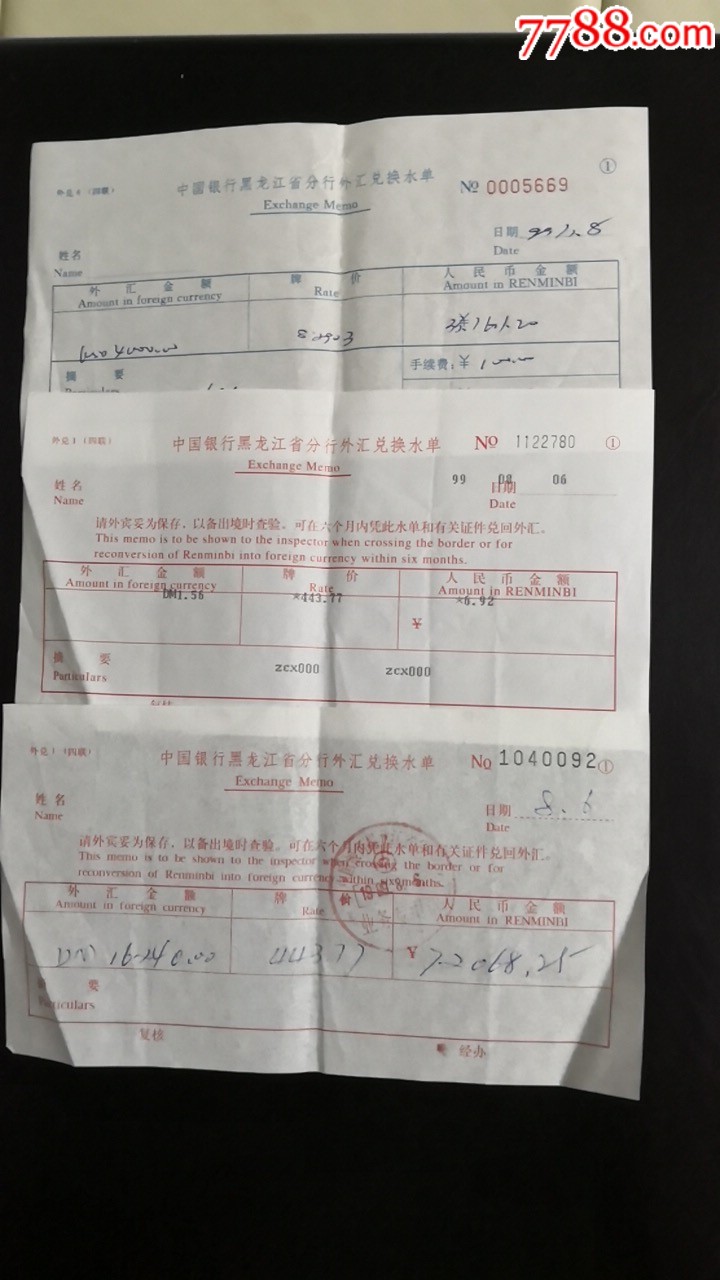 7788.com
①
外兑4（四联）
中国银行黑龙江省分行外汇兑换水单
№ 0005669
Exchange Memo
日期
Date
姓名
Name
外汇金额 牌价 人民币金额
Amount in foreign currency Rate Amount in RENMINBI
4000.00 8.2903
手续费：¥
摘要
外兑1（四联）
中国银行黑龙江省分行外汇兑换水单
№ 1122780 ①
Exchange Memo
99 08 06
姓名 日期
Name Date
请外宾妥为保存，以备出境时查验。可在六个月内凭此水单和有关证件兑回外汇。
This memo is to be shown to the inspector when crossing the border or for
reconversion of Renminbi into foreign currency within six months.
外汇金额 牌价 人民币金额
Amount in foreign currency Rate Amount in RENMINBI
DM1.56 *443.77 *6.92
¥
摘要
Particulars
zcx000 zcx000
外兑1（四联）
中国银行黑龙江省分行外汇兑换水单
№ 1040092 ①
Exchange Memo
姓名 日期 8.6
Name Date
请外宾妥为保存，以备出境时查验。可在六个月内凭此水单和有关证件兑回外汇。
This memo is to be shown to the inspector when crossing the border or for
reconversion of Renminbi into foreign currency within six months.
外汇金额 牌价 人民币金额
Amount in foreign currency Rate Amount in RENMINBI
DM 16240.00 443.77 ¥ 72068.25
摘要
Particulars
复核 经办